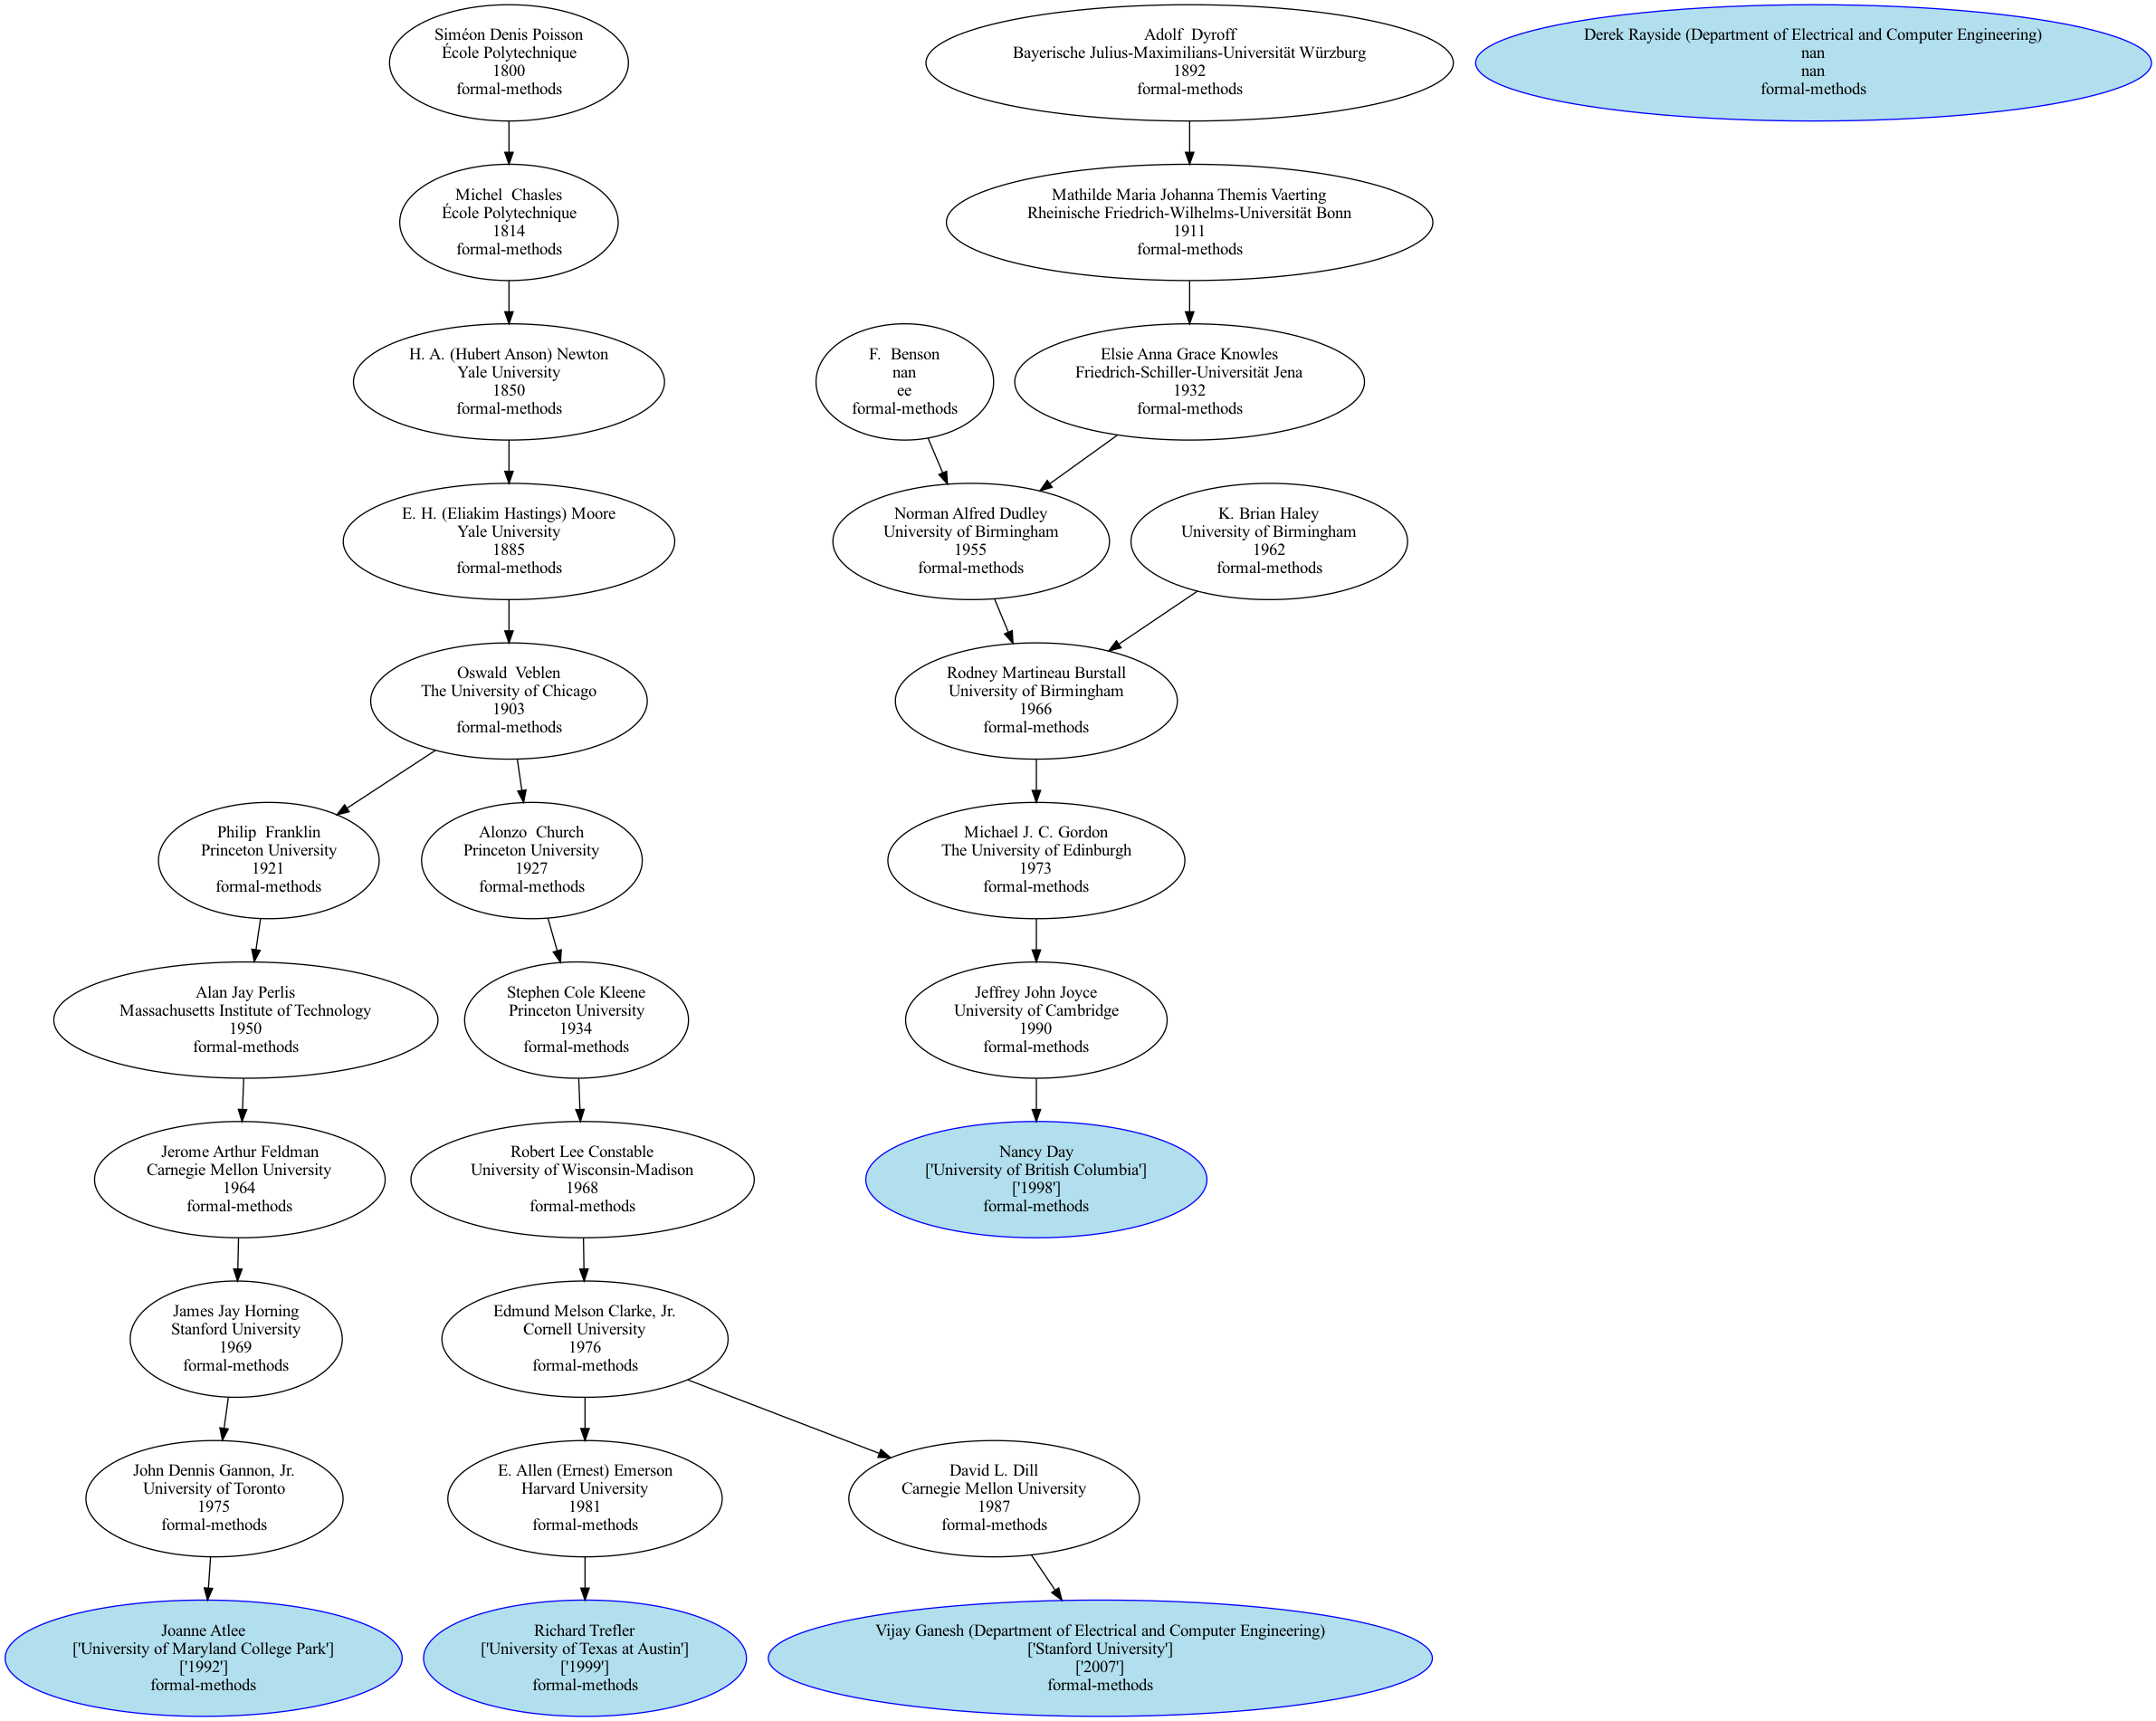 Siméon Denis Poisson
École Polytechnique
1800
formal-methods
Adolf  Dyroff
Bayerische Julius-Maximilians-Universität Würzburg
1892
formal-methods
Derek Rayside (Department of Electrical and Computer Engineering)
nan
nan
formal-methods
Michel  Chasles
École Polytechnique
1814
formal-methods
Mathilde Maria Johanna Themis Vaerting
Rheinische Friedrich-Wilhelms-Universität Bonn
1911
formal-methods
H. A. (Hubert Anson) Newton
Yale University
1850
formal-methods
F.  Benson
nan
ee
formal-methods
Elsie Anna Grace Knowles
Friedrich-Schiller-Universität Jena
1932
formal-methods
E. H. (Eliakim Hastings) Moore
Yale University
1885
formal-methods
Norman Alfred Dudley
University of Birmingham
1955
formal-methods
K. Brian Haley
University of Birmingham
1962
formal-methods
Oswald  Veblen
The University of Chicago
1903
formal-methods
Rodney Martineau Burstall
University of Birmingham
1966
formal-methods
Philip  Franklin
Princeton University
1921
formal-methods
Alonzo  Church
Princeton University
1927
formal-methods
Michael J. C. Gordon
The University of Edinburgh
1973
formal-methods
Alan Jay Perlis
Massachusetts Institute of Technology
1950
formal-methods
Stephen Cole Kleene
Princeton University
1934
formal-methods
Jeffrey John Joyce
University of Cambridge
1990
formal-methods
Jerome Arthur Feldman
Carnegie Mellon University
1964
formal-methods
Robert Lee Constable
University of Wisconsin-Madison
1968
formal-methods
Nancy Day
['University of British Columbia']
['1998']
formal-methods
James Jay Horning
Stanford University
1969
formal-methods
Edmund Melson Clarke, Jr.
Cornell University
1976
formal-methods
John Dennis Gannon, Jr.
University of Toronto
1975
formal-methods
E. Allen (Ernest) Emerson
Harvard University
1981
formal-methods
David L. Dill
Carnegie Mellon University
1987
formal-methods
Joanne Atlee
['University of Maryland College Park']
['1992']
formal-methods
Richard Trefler
['University of Texas at Austin']
['1999']
formal-methods
Vijay Ganesh (Department of Electrical and Computer Engineering)
['Stanford University']
['2007']
formal-methods